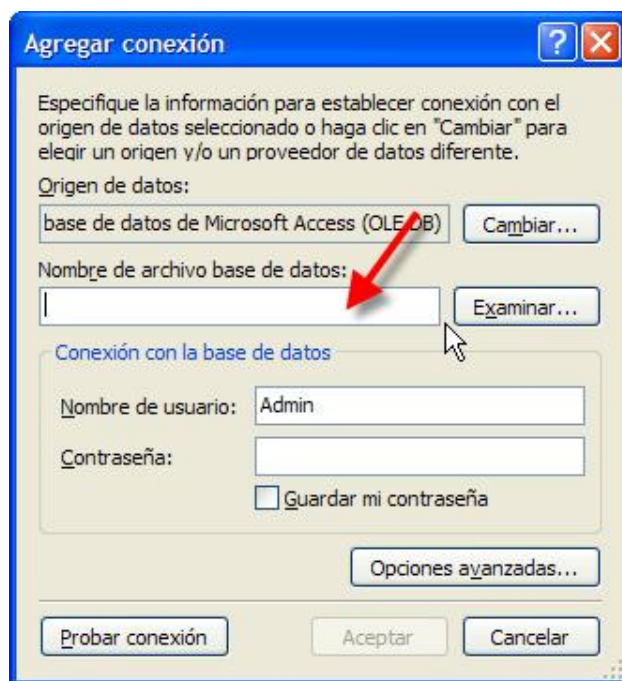 Agregar conexión
Especifique la información para establecer conexión con el
origen de datos seleccionado o haga clic en "Cambiar" para
elegir un origen y/o un proveedor de datos diferente.
Origen de datos:
base de datos de Microsoft Access (OLE DB) Cambiar...
Nombre de archivo base de datos:
Examinar...
Conexión con la base de datos
Nombre de usuario: Admin
Contraseña:
Guardar mi contraseña
Opciones avanzadas...
Probar conexión Aceptar Cancelar